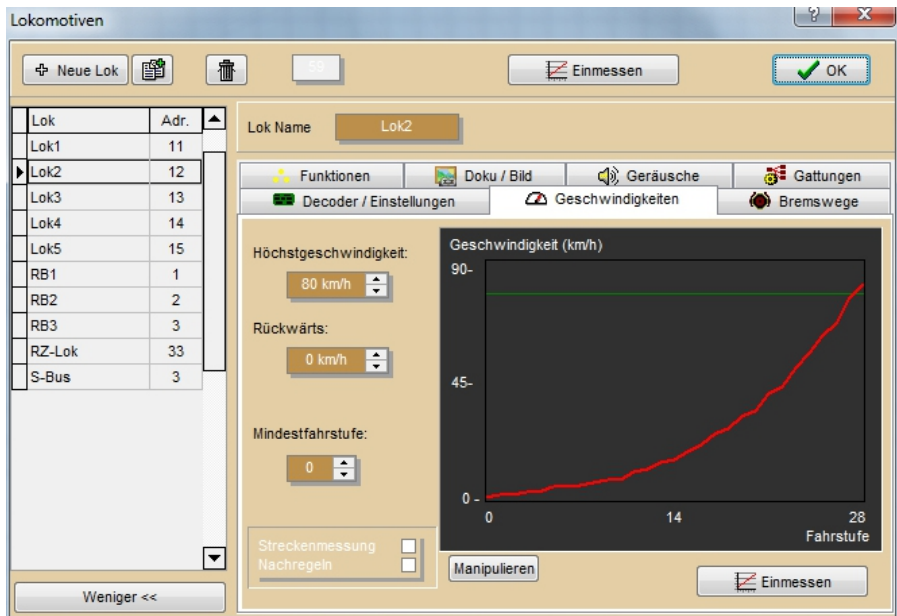 Lokomotiven
Neue Lok
59
Einmessen
OK
Lok Adr.
Lok1 11
Lok2 12
Lok3 13
Lok4 14
Lok5 15
RB1 1
RB2 2
RB3 3
RZ-Lok 33
S-Bus 3
Weniger <<
Lok Name Lok2
Funktionen Doku / Bild Geräusche Gattungen
Decoder / Einstellungen Geschwindigkeiten Bremswege
Höchstgeschwindigkeit:
80 km/h
Rückwärts:
0 km/h
Mindestfahrstufe:
0
Streckenmessung
Nachregeln
Geschwindigkeit (km/h)
90-
45-
0 -
0 14 28
Fahrstufe
Manipulieren
Einmessen